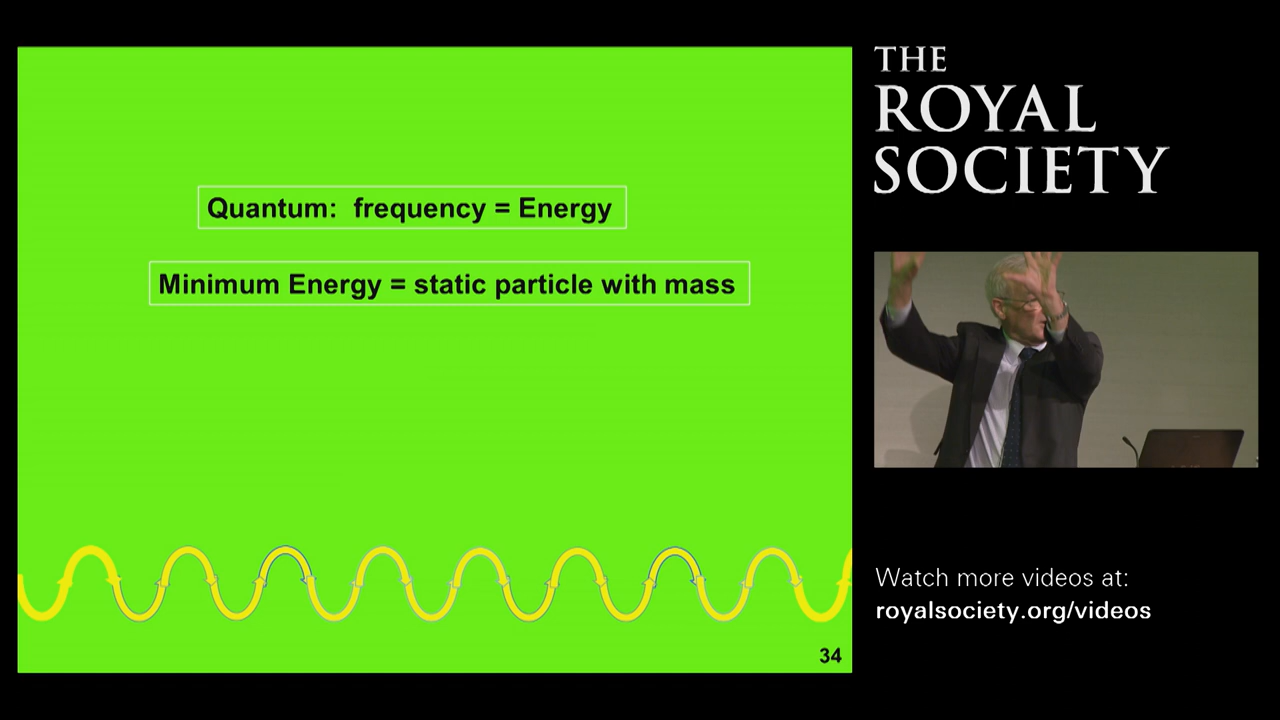 Quantum: frequency = Energy
Minimum Energy = static particle with mass
34
THE
ROYAL
SOCIETY
Watch more videos at:
royalsociety.org/videos